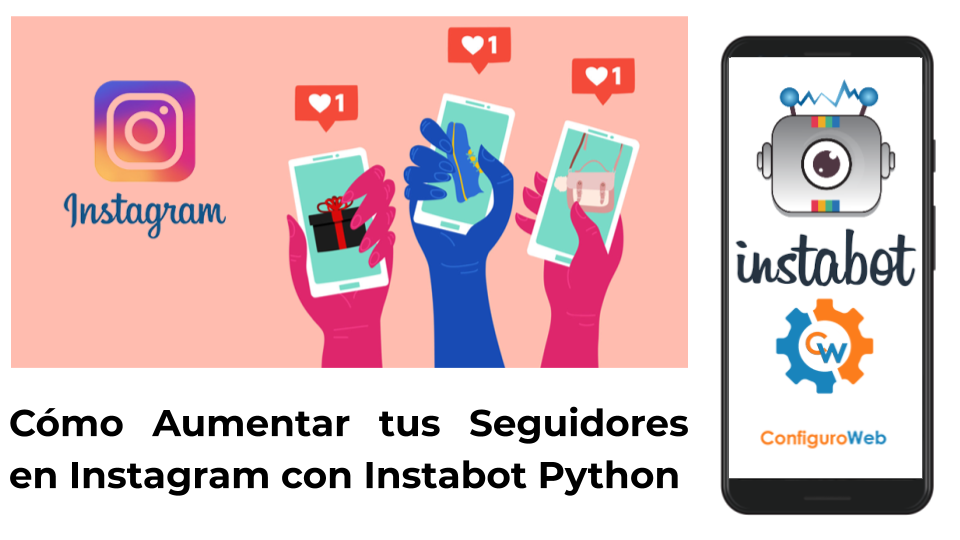 Instagram
1
1
1
instabot
CW
ConfiguroWeb
Cómo Aumentar tus Seguidores
en Instagram con Instabot Python